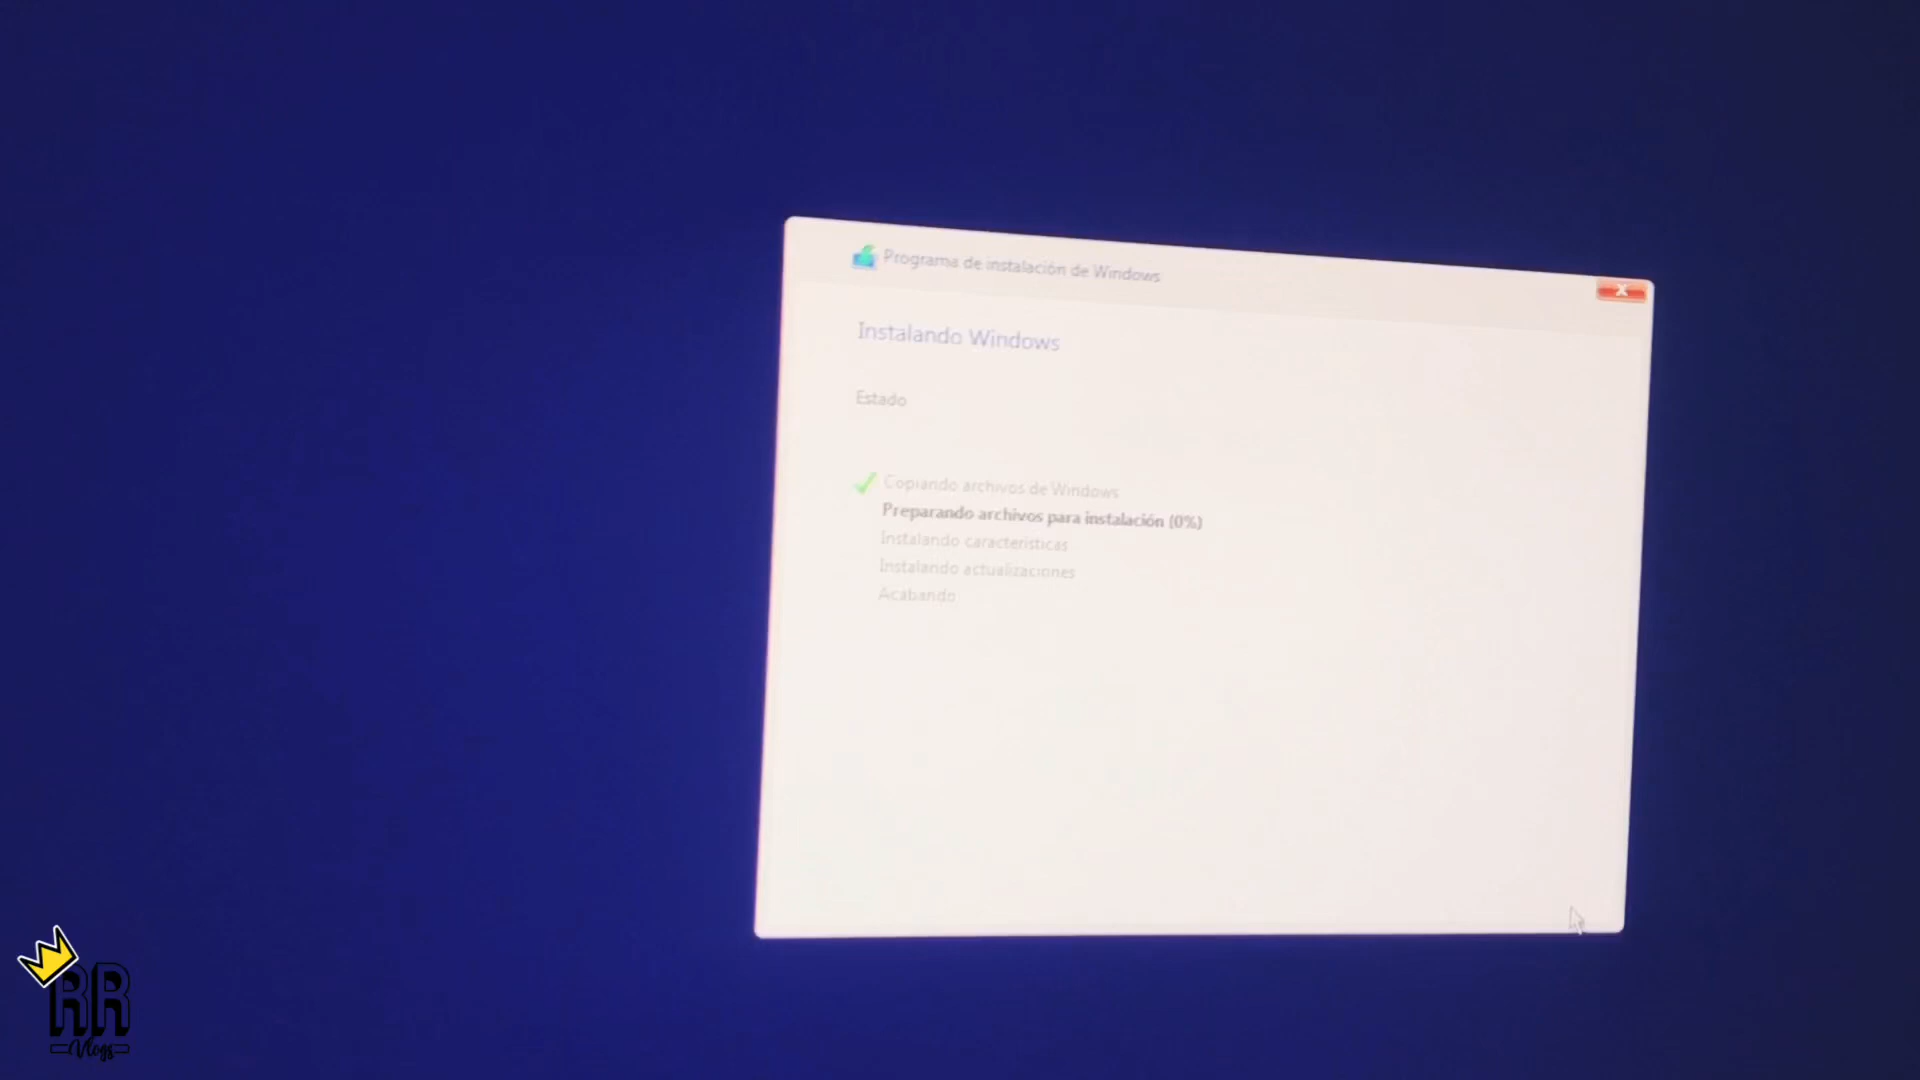 Programa de instalación de Windows
Instalando Windows
Estado
Copiando archivos de Windows
Preparando archivos para instalación (0%)
Instalando características
Instalando actualizaciones
Acabando
RR
Vlogs